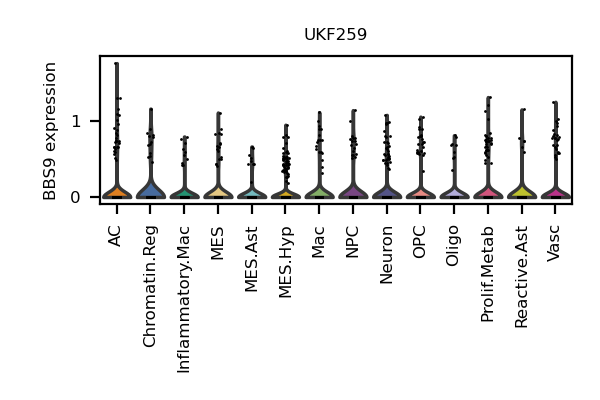 UKF259
BBS9 expression
1
0
AC
Chromatin.Reg
Inflammatory.Mac
MES
MES.Ast
MES.Hyp
Mac
NPC
Neuron
OPC
Oligo
Prolif.Metab
Reactive.Ast
Vasc